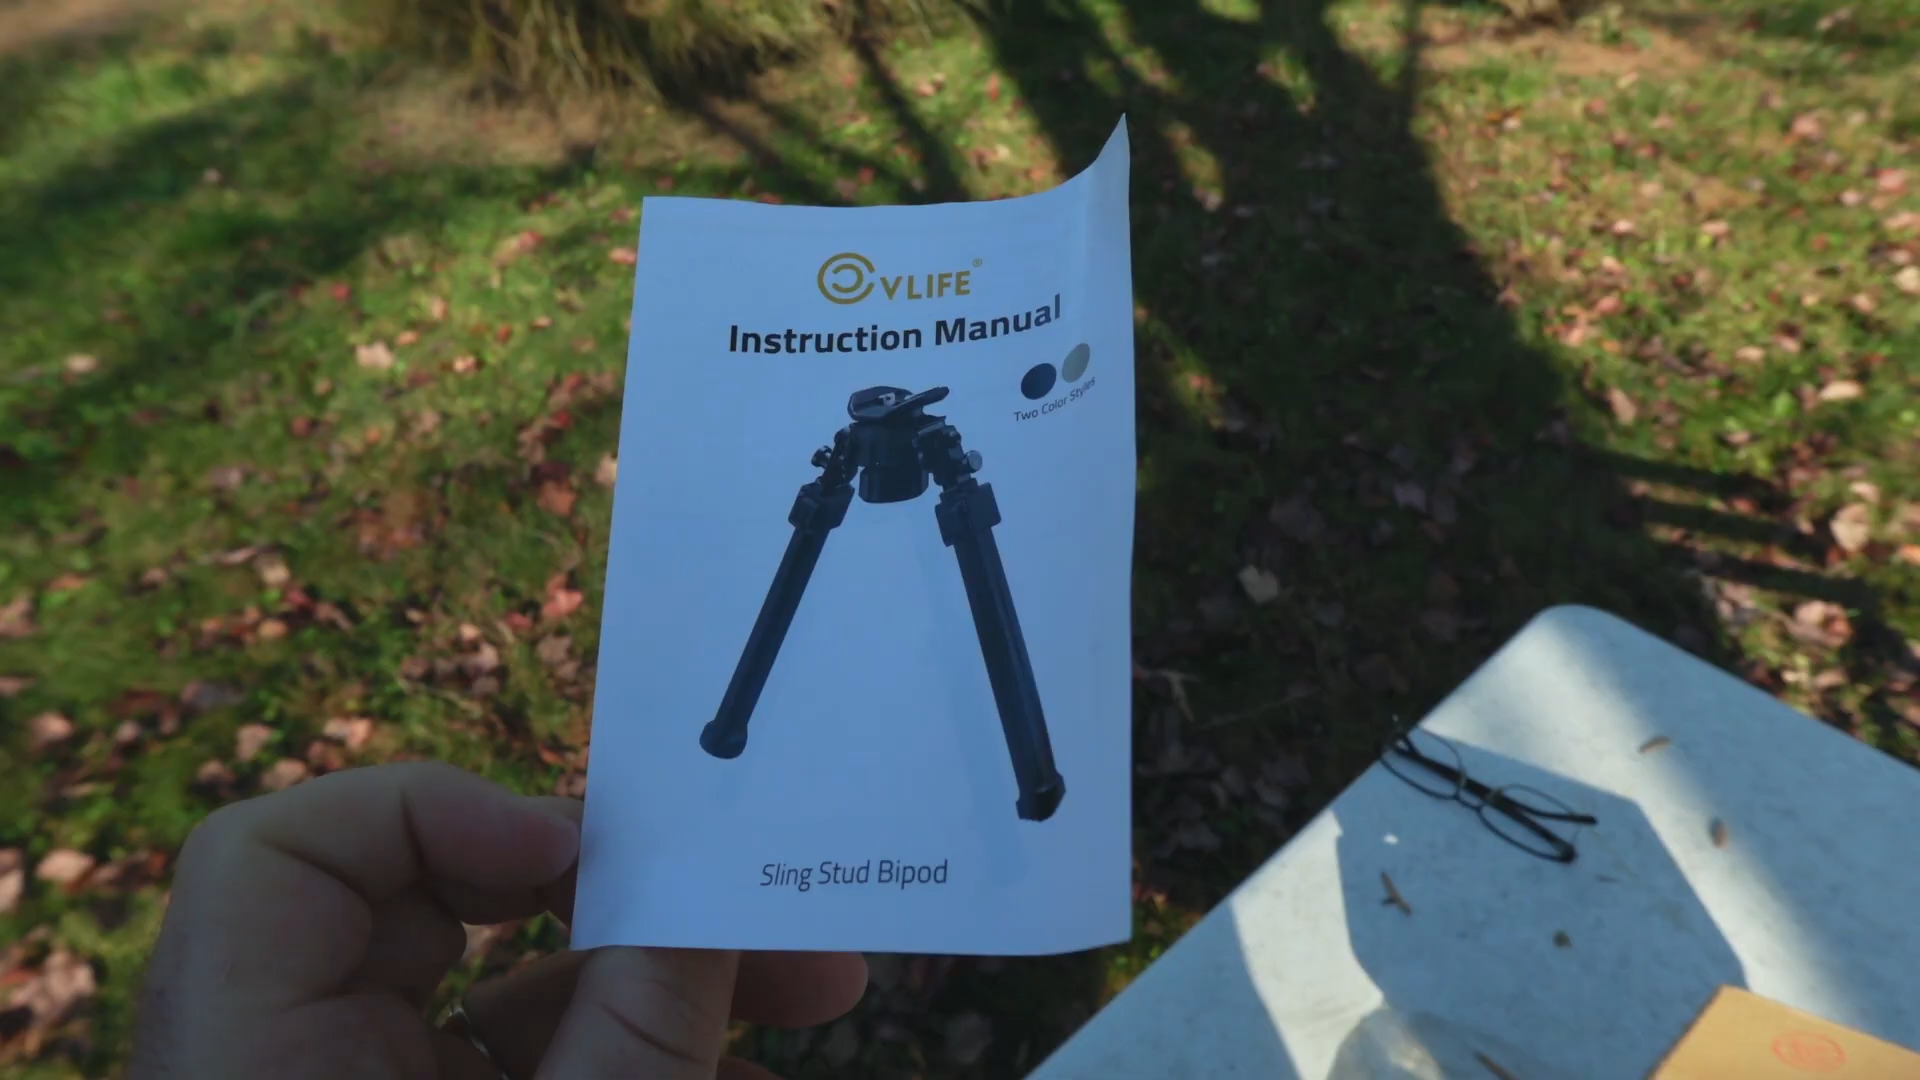 CVLIFE®
Instruction Manual
Two Color Styles
Sling Stud Bipod